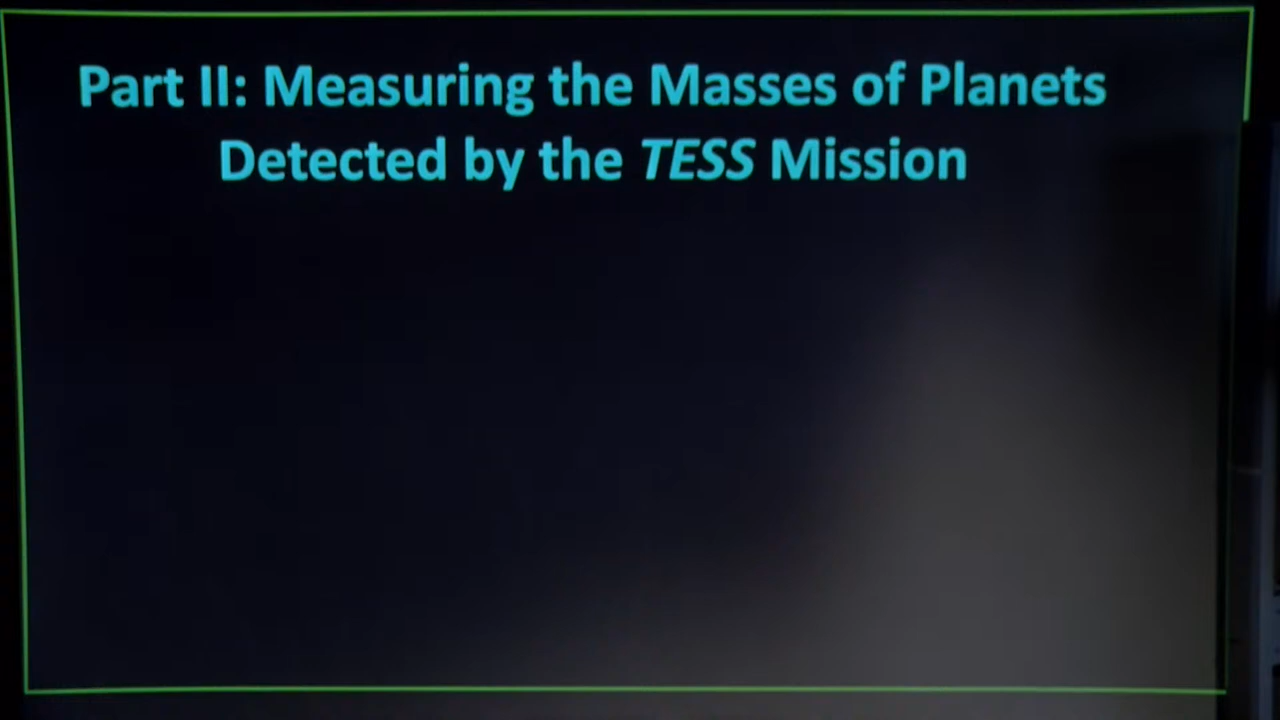 Part II: Measuring the Masses of Planets
Detected by the TESS Mission